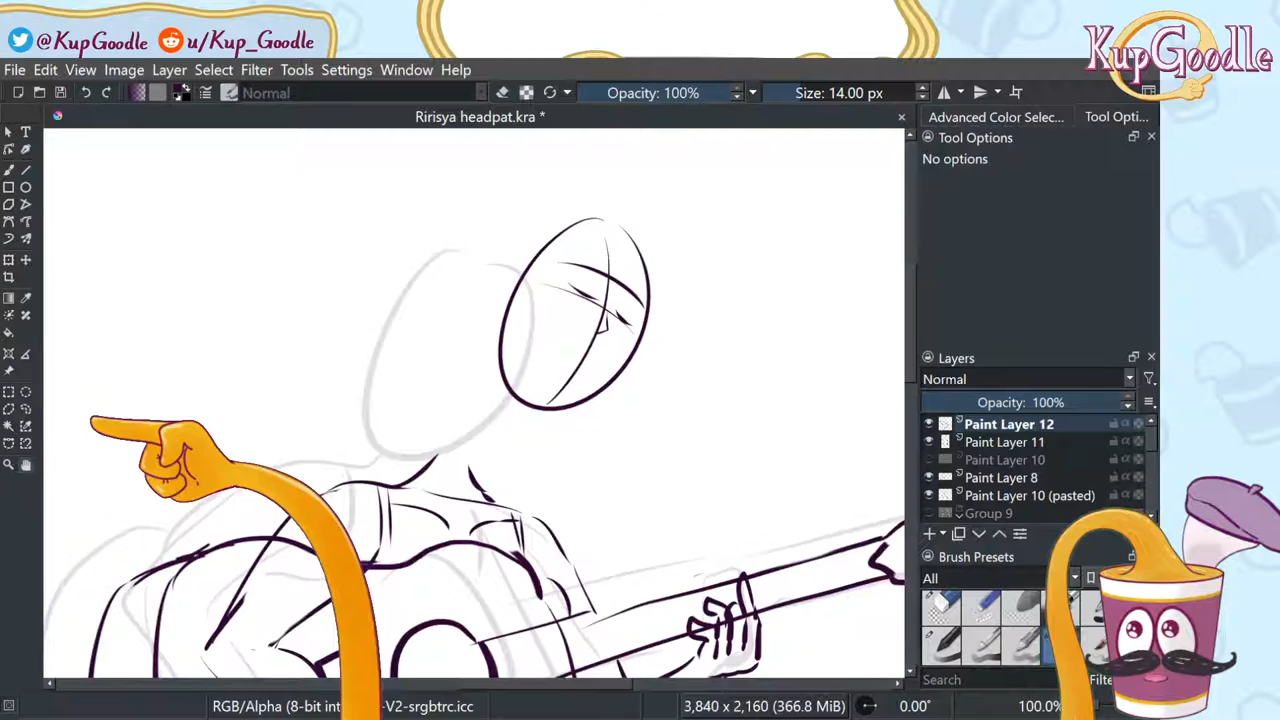 @KupGoodle u/Kup_Goodle
KupGoodle
File Edit View Image Layer Select Filter Tools Settings Window Help
Normal Opacity: 100% Size: 14.00 px
Ririsya headpat.kra *
Advanced Color Selec... Tool Opti...
Tool Options
No options
Layers
Normal
Opacity: 100%
Paint Layer 12
Paint Layer 11
Paint Layer 10
Paint Layer 8
Paint Layer 10 (pasted)
Group 9
Brush Presets
All
Search
RGB/Alpha (8-bit int -V2-srgbtrc.icc 3,840 x 2,160 (366.8 MiB) 0.00° 100.0%